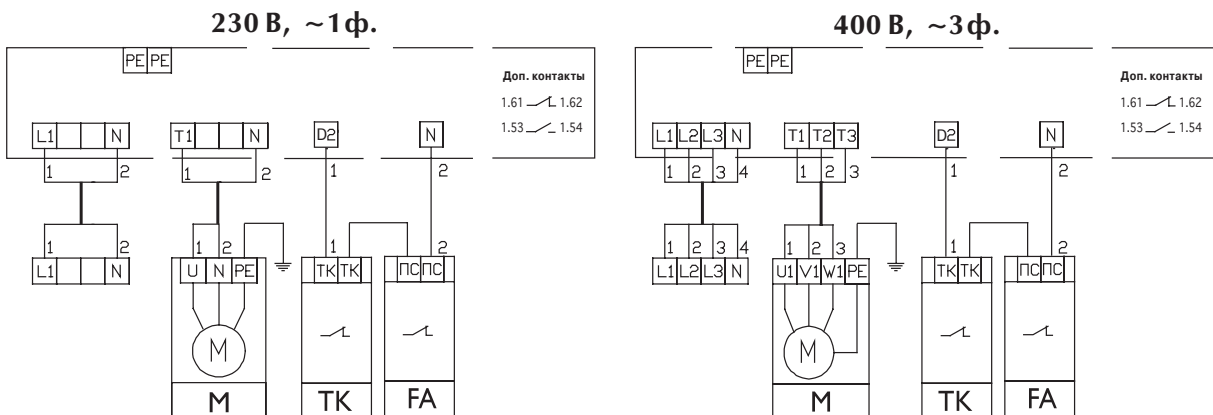 230 В, ~1ф.
PE PE
Доп. контакты
1.61 1.62
1.53 1.54
L1 N T1 N D2 N
1 2 1 2 1 2
1 2 1 2 1 2
L1 N U N PE TK TK ПС ПС
M
M TK FA
400 В, ~3ф.
PE PE
Доп. контакты
1.61 1.62
1.53 1.54
L1 L2 L3 N T1 T2 T3 D2 N
1 2 3 4 1 2 3 1 2
1 2 3 4 1 2 3 1 2
L1 L2 L3 N U1 V1 W1 PE TK TK ПС ПС
M
M TK FA